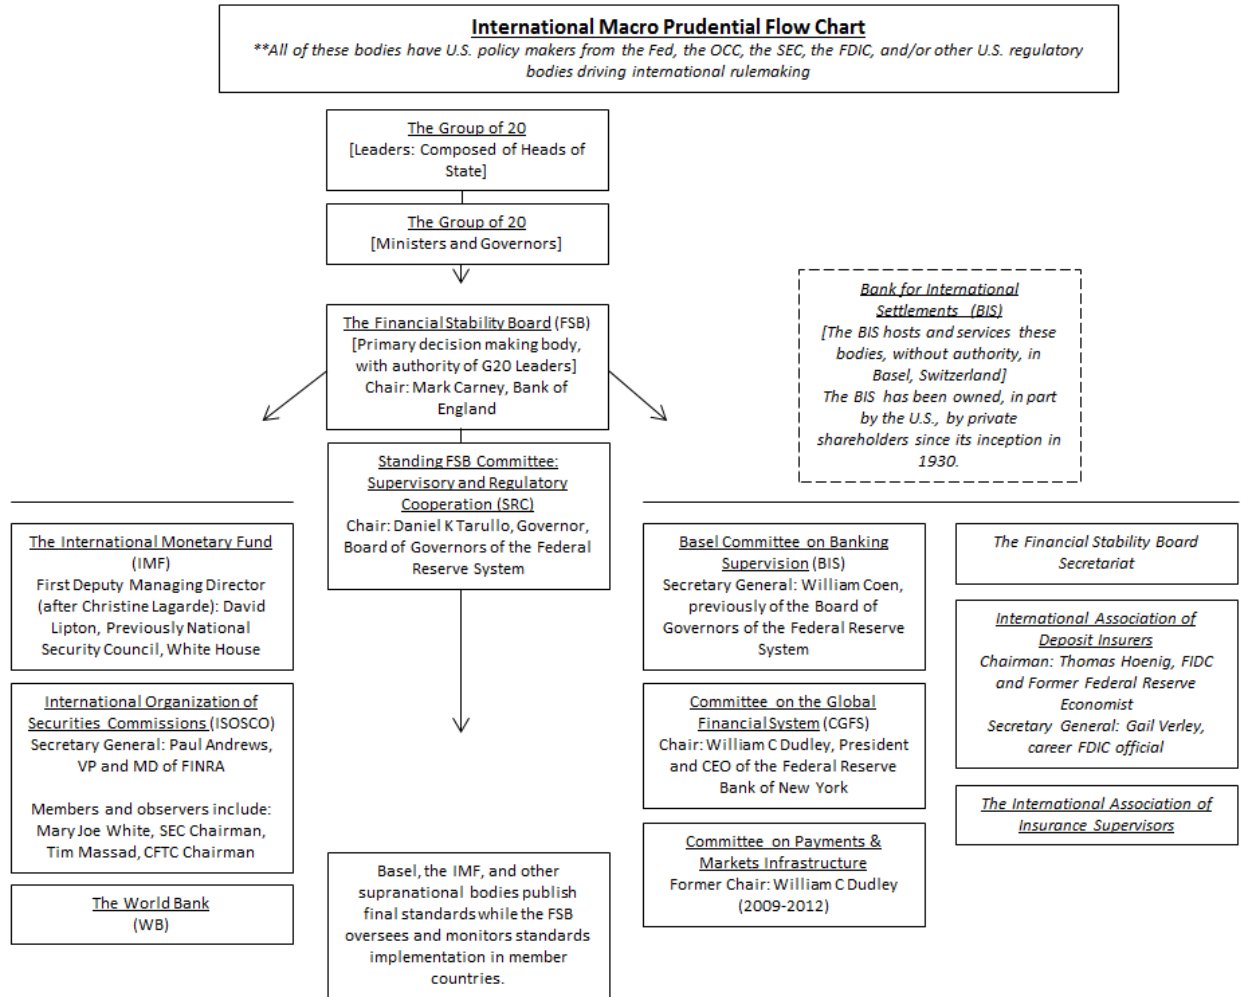 International Macro Prudential Flow Chart
**All of these bodies have U.S. policy makers from the Fed, the OCC, the SEC, the FDIC, and/or other U.S. regulatory
bodies driving international rulemaking
The Group of 20
[Leaders: Composed of Heads of
State]
The Group of 20
[Ministers and Governors]
The Financial Stability Board (FSB)
[Primary decision making body,
with authority of G20 Leaders]
Chair: Mark Carney, Bank of
England
Bank for International
Settlements (BIS)
[The BIS hosts and services these
bodies, without authority, in
Basel, Switzerland]
The BIS has been owned, in part
by the U.S., by private
shareholders since its inception in
1930.
Standing FSB Committee:
Supervisory and Regulatory
Cooperation (SRC)
Chair: Daniel K Tarullo, Governor,
Board of Governors of the Federal
Reserve System
The International Monetary Fund
(IMF)
First Deputy Managing Director
(after Christine Lagarde): David
Lipton, Previously National
Security Council, White House
International Organization of
Securities Commissions (ISOSCO)
Secretary General: Paul Andrews,
VP and MD of FINRA
Members and observers include:
Mary Joe White, SEC Chairman,
Tim Massad, CFTC Chairman
The World Bank
(WB)
Basel, the IMF, and other
supranational bodies publish
final standards while the FSB
oversees and monitors standards
implementation in member
countries.
Basel Committee on Banking
Supervision (BIS)
Secretary General: William Coen,
previously of the Board of
Governors of the Federal Reserve
System
Committee on the Global
Financial System (CGFS)
Chair: William C Dudley, President
and CEO of the Federal Reserve
Bank of New York
Committee on Payments &
Markets Infrastructure
Former Chair: William C Dudley
(2009-2012)
The Financial Stability Board
Secretariat
International Association of
Deposit Insurers
Chairman: Thomas Hoenig, FIDC
and Former Federal Reserve
Economist
Secretary General: Gail Verley,
career FDIC official
The International Association of
Insurance Supervisors